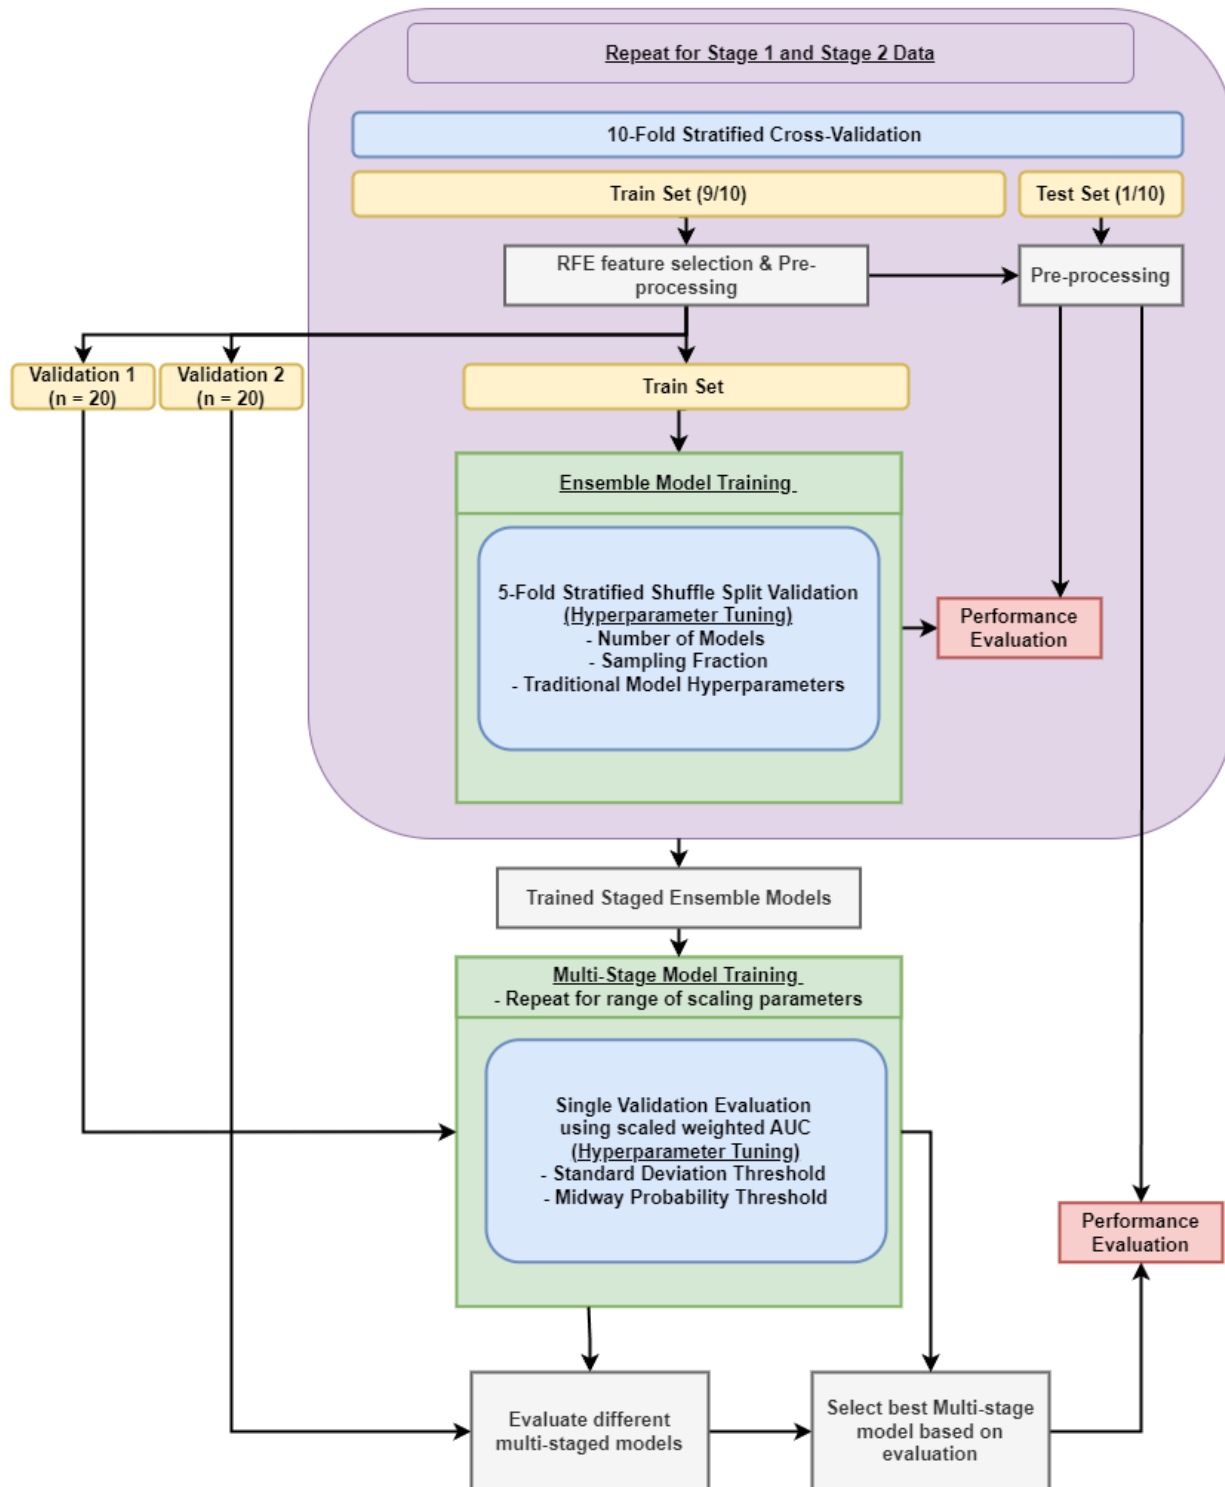 Repeat for Stage 1 and Stage 2 Data
10-Fold Stratified Cross-Validation
Train Set (9/10)
Test Set (1/10)
RFE feature selection & Pre-
processing
Pre-processing
Validation 1
(n = 20)
Validation 2
(n = 20)
Train Set
Ensemble Model Training
5-Fold Stratified Shuffle Split Validation
(Hyperparameter Tuning)
- Number of Models
- Sampling Fraction
- Traditional Model Hyperparameters
Performance
Evaluation
Trained Staged Ensemble Models
Multi-Stage Model Training
- Repeat for range of scaling parameters
Single Validation Evaluation
using scaled weighted AUC
(Hyperparameter Tuning)
- Standard Deviation Threshold
- Midway Probability Threshold
Performance
Evaluation
Evaluate different
multi-staged models
Select best Multi-stage
model based on
evaluation